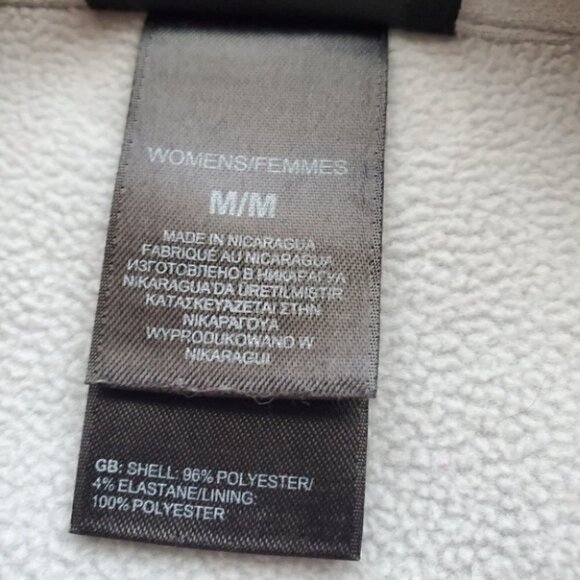 WOMENS/FEMMES
M/M
MADE IN NICARAGUA
FABRIQUE AU NICARAGUA
ИЗГОТОВЛЕНО В НИКАРАГУА
NIKARAGUA'DA ÜRETILMISTIR
ΚΑΤΑΣΚΕΥΑΖΕΤΑΙ ΣΤΗΝ
ΝΙΚΑΡΑΓΟΥΑ
WYPRODUKOWANO W
NIKARAGUI
GB: SHELL: 96% POLYESTER/
4% ELASTANE/LINING:
100% POLYESTER